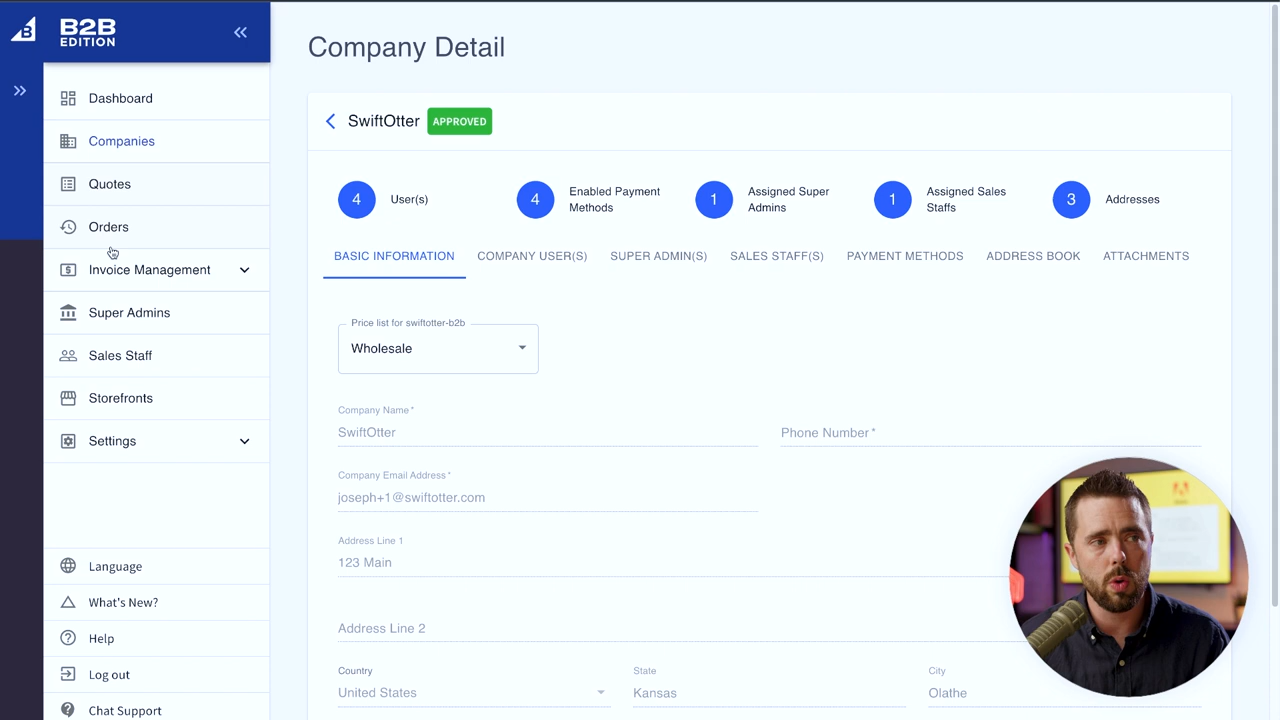 B2B
EDITION
Dashboard
Companies
Quotes
Orders
Invoice Management
Super Admins
Sales Staff
Storefronts
Settings
Language
What's New?
Help
Log out
Chat Support
Company Detail
SwiftOtter APPROVED
4 User(s)
4 Enabled Payment
Methods
1 Assigned Super
Admins
1 Assigned Sales
Staffs
3 Addresses
BASIC INFORMATION COMPANY USER(S) SUPER ADMIN(S) SALES STAFF(S) PAYMENT METHODS ADDRESS BOOK ATTACHMENTS
Price list for swiftotter-b2b
Wholesale
Company Name*
SwiftOtter
Phone Number*
Company Email Address*
joseph+1@swiftotter.com
Address Line 1
123 Main
Address Line 2
Country State City
United States Kansas Olathe